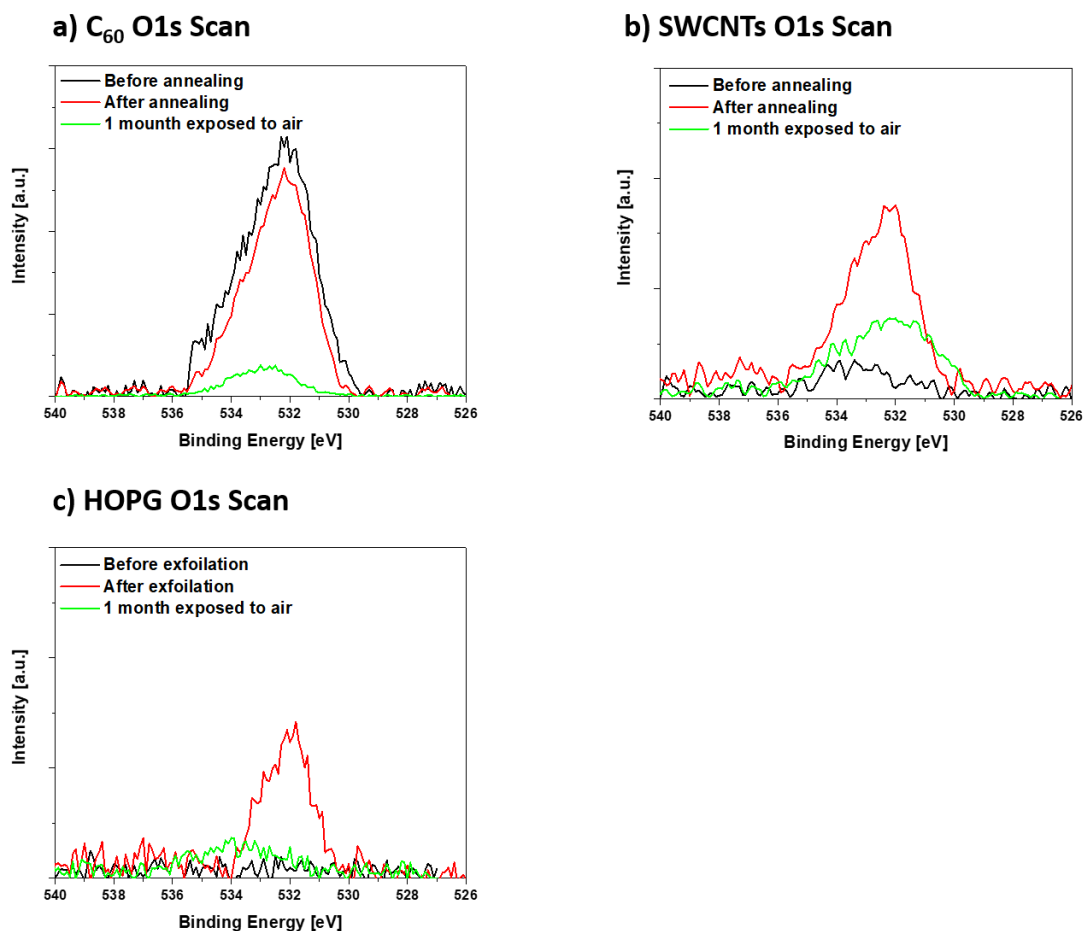 a) C₆₀ O1s Scan
Before annealing
After annealing
1 mounth exposed to air
Intensity [a.u.]
540 538 536 534 532 530 528 526
Binding Energy [eV]
b) SWCNTs O1s Scan
Before annealing
After annealing
1 month exposed to air
Intensity [a.u.]
540 538 536 534 532 530 528 526
Binding Energy [eV]
c) HOPG O1s Scan
Before exfoilation
After exfoilation
1 month exposed to air
Intensity [a.u.]
540 538 536 534 532 530 528 526
Binding Energy [eV]